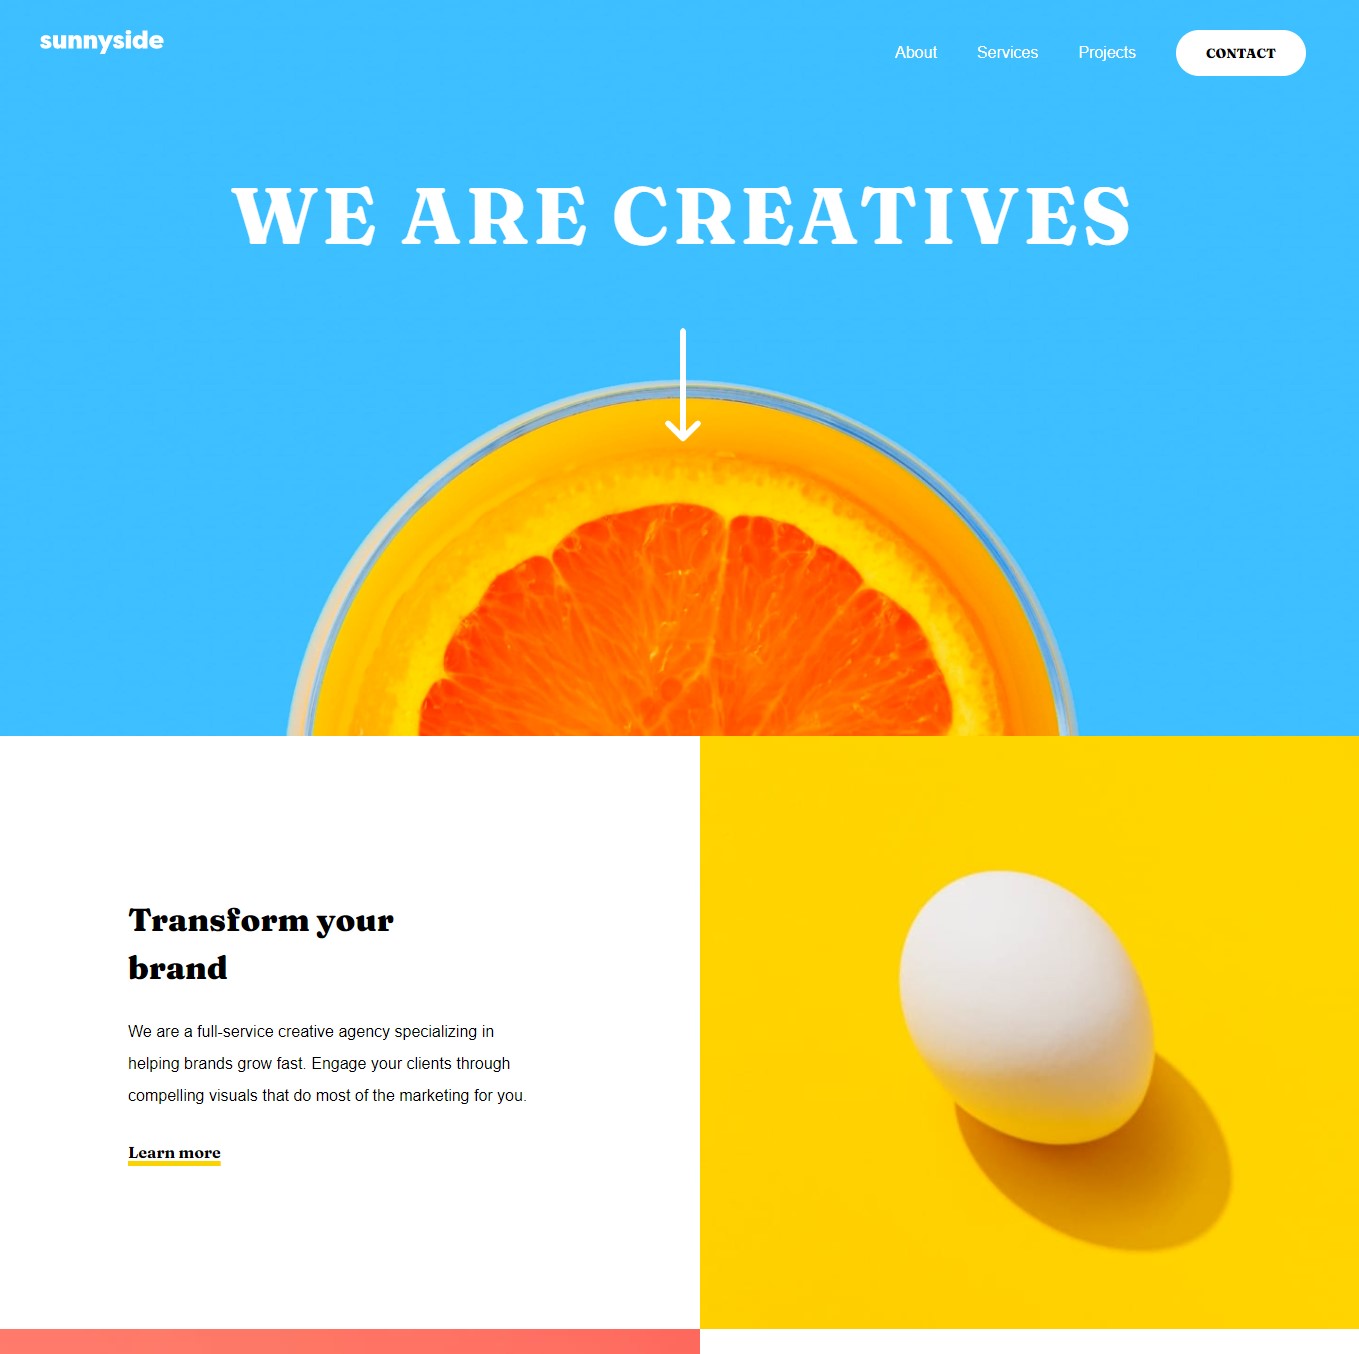 sunnyside
About
Services
Projects
CONTACT
WE ARE CREATIVES
Transform your
brand
We are a full-service creative agency specializing in
helping brands grow fast. Engage your clients through
compelling visuals that do most of the marketing for you.
Learn more